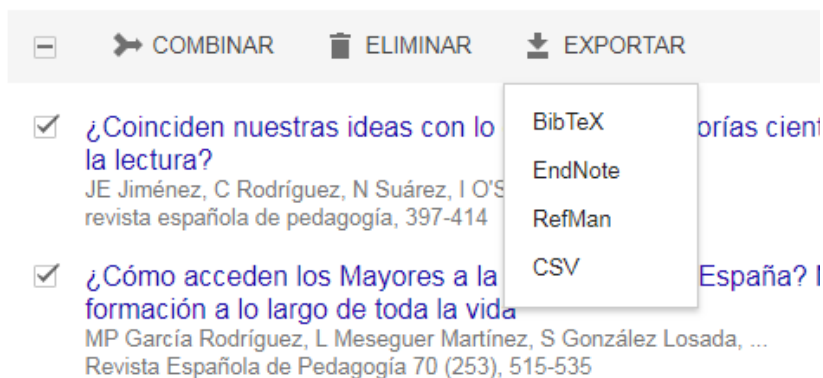 COMBINAR ELIMINAR EXPORTAR
BibTeX
EndNote
RefMan
CSV
¿Coinciden nuestras ideas con lo orías cient
la lectura?
JE Jiménez, C Rodríguez, N Suárez, I O'S
revista española de pedagogía, 397-414
¿Cómo acceden los Mayores a la España?
formación a lo largo de toda la vida
MP García Rodríguez, L Meseguer Martínez, S González Losada, ...
Revista Española de Pedagogía 70 (253), 515-535